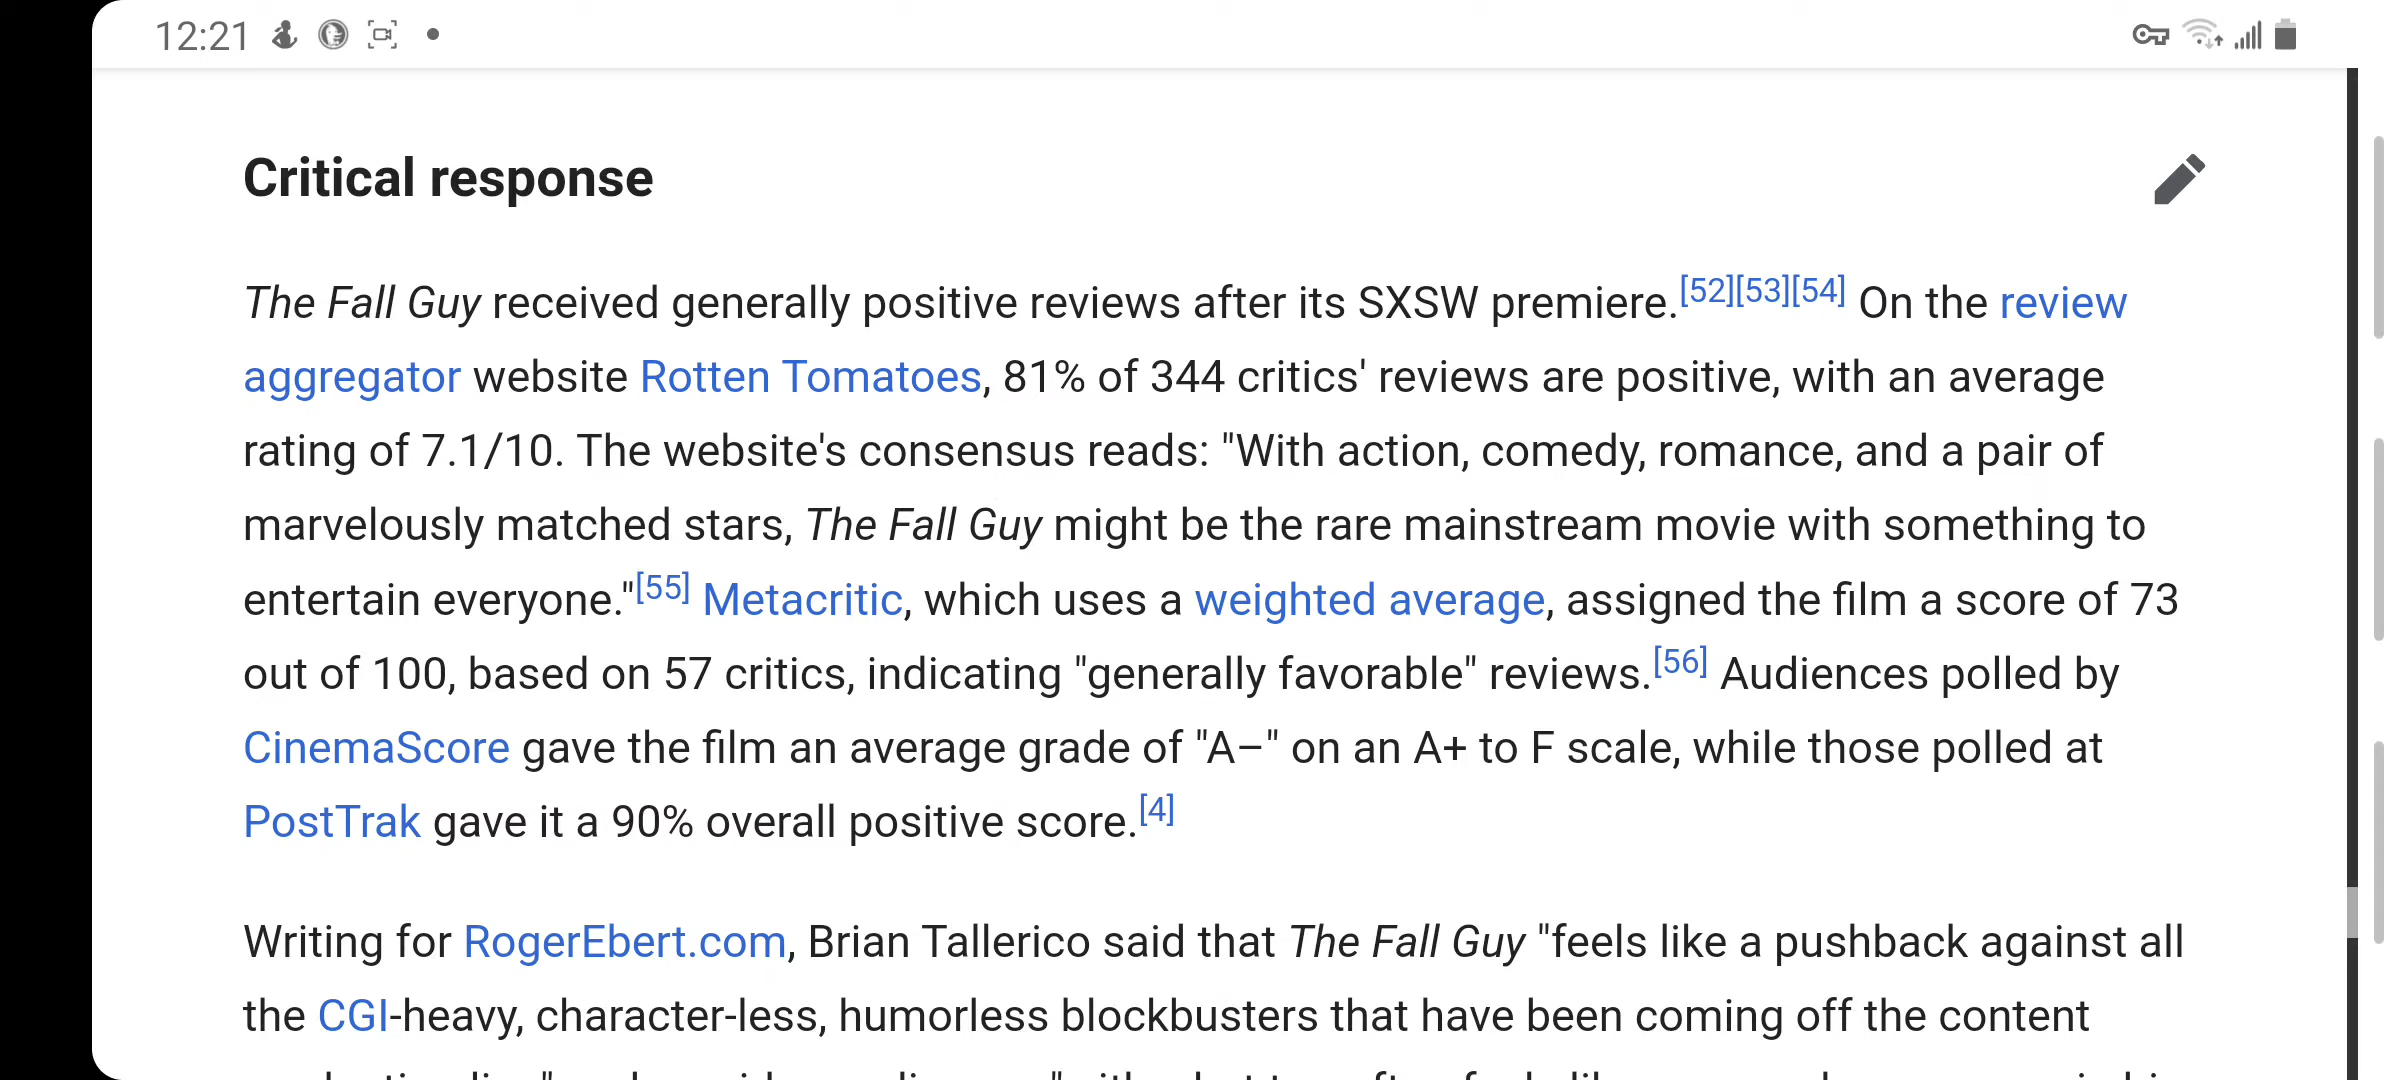 12:21
Critical response
The Fall Guy received generally positive reviews after its SXSW premiere.[52][53][54] On the review
aggregator website Rotten Tomatoes, 81% of 344 critics' reviews are positive, with an average
rating of 7.1/10. The website's consensus reads: "With action, comedy, romance, and a pair of
marvelously matched stars, The Fall Guy might be the rare mainstream movie with something to
entertain everyone."[55] Metacritic, which uses a weighted average, assigned the film a score of 73
out of 100, based on 57 critics, indicating "generally favorable" reviews.[56] Audiences polled by
CinemaScore gave the film an average grade of "A–" on an A+ to F scale, while those polled at
PostTrak gave it a 90% overall positive score.[4]
Writing for RogerEbert.com, Brian Tallerico said that The Fall Guy "feels like a pushback against all
the CGI-heavy, character-less, humorless blockbusters that have been coming off the content